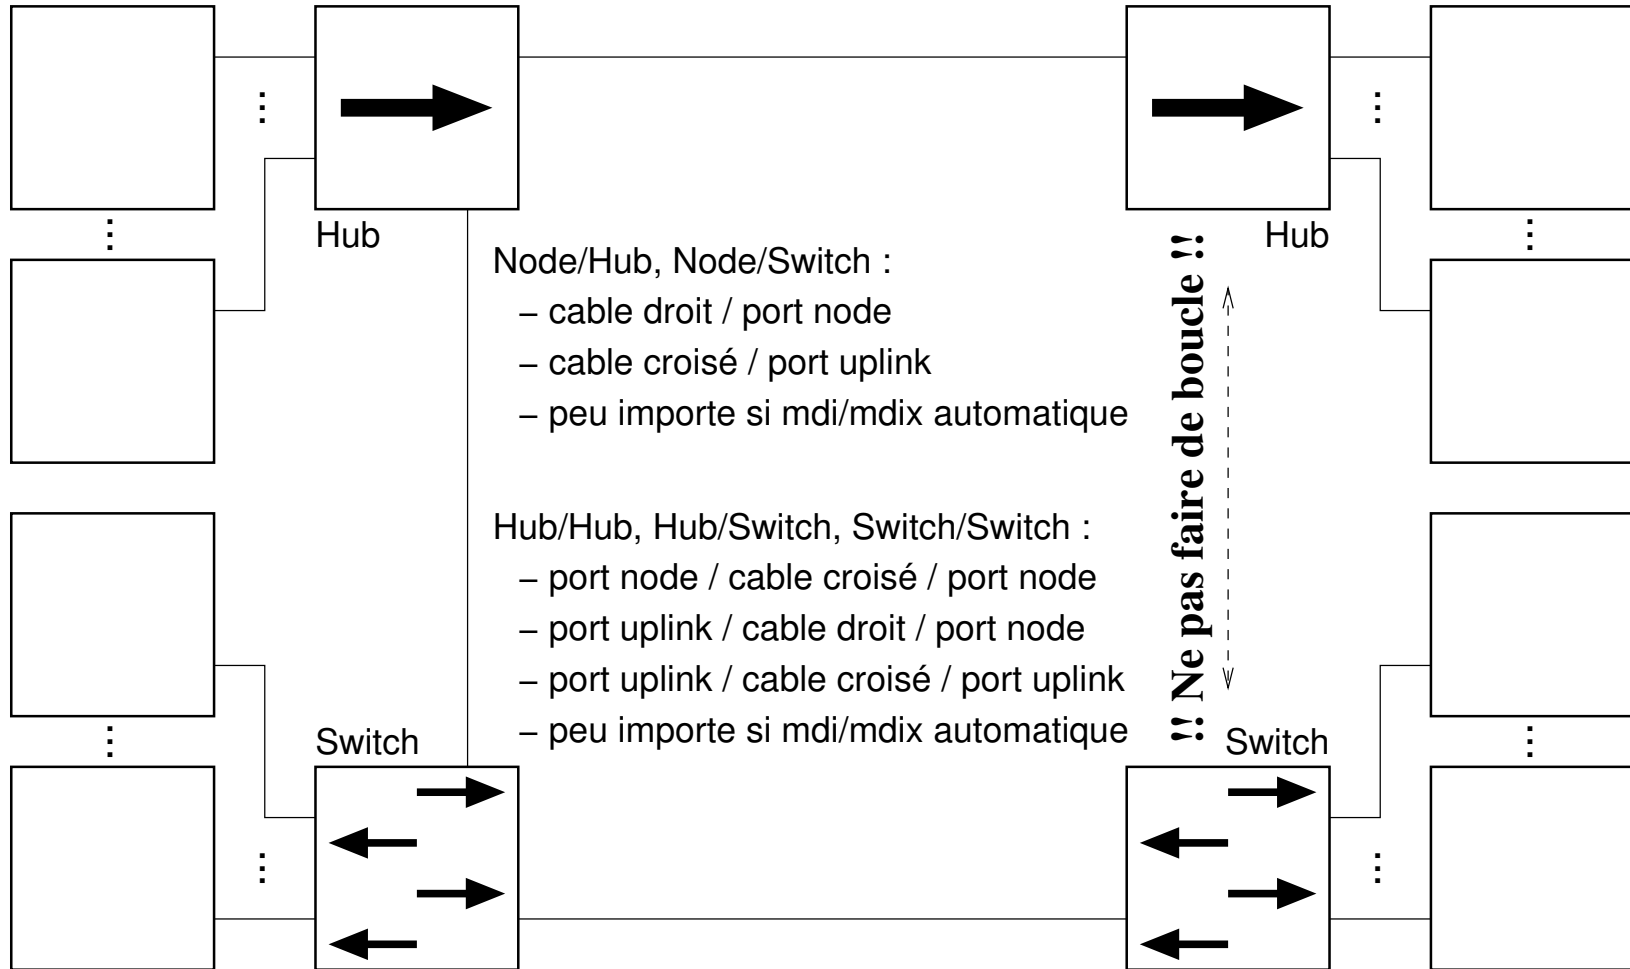 Hub
Hub
Node/Hub, Node/Switch :
– cable droit / port node
– cable croisé / port uplink
– peu importe si mdi/mdix automatique
Hub/Hub, Hub/Switch, Switch/Switch :
– port node / cable croisé / port node
– port uplink / cable droit / port node
– port uplink / cable croisé / port uplink
– peu importe si mdi/mdix automatique
!! Ne pas faire de boucle !!
Switch
Switch